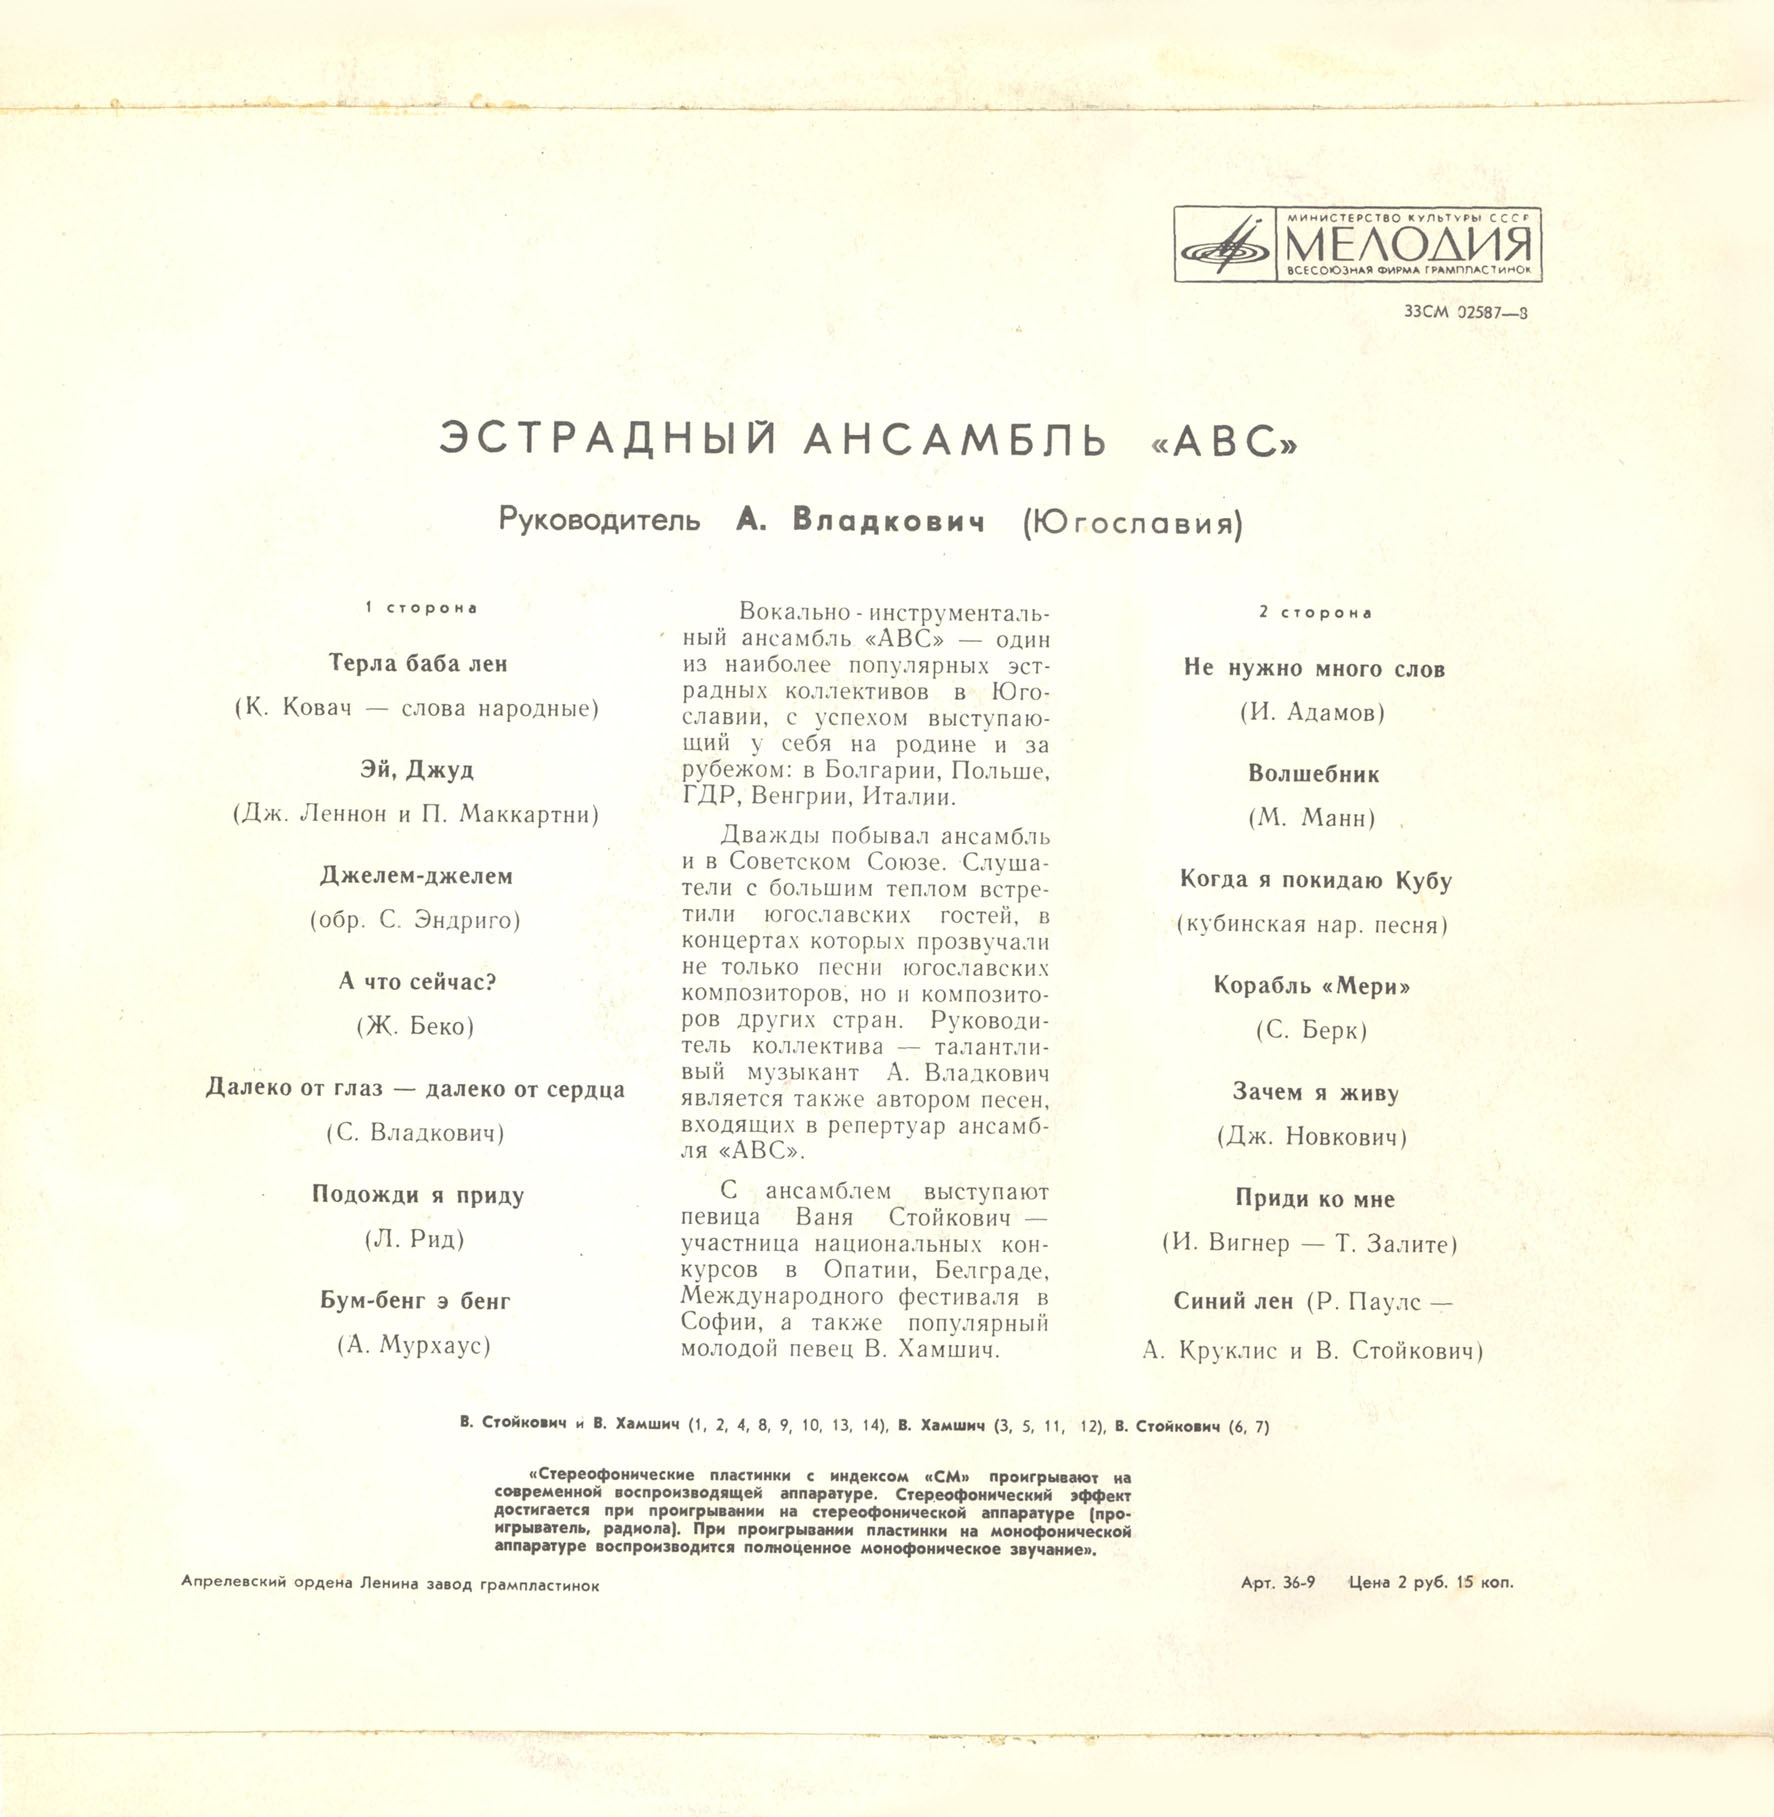 МИНИСТЕРСТВО КУЛЬТУРЫ СССР
МЕЛОДИЯ
ВСЕСОЮЗНАЯ ФИРМА ГРАМПЛАСТИНОК
33СМ 02587—8
ЭСТРАДНЫЙ АНСАМБЛЬ «АВС»
Руководитель А. Владкович (Югославия)
1 сторона
Терла баба лен
(К. Ковач — слова народные)
Эй, Джуд
(Дж. Леннон и П. Маккартни)
Джелем-джелем
(обр. С. Эндриго)
А что сейчас?
(Ж. Беко)
Далеко от глаз — далеко от сердца
(С. Владкович)
Подожди я приду
(Л. Рид)
Бум-бенг э бенг
(А. Мурхаус)
Вокально-инструменталь-
ный ансамбль «АВС» — один
из наиболее популярных эст-
радных коллективов в Юго-
славии, с успехом выступаю-
щий у себя на родине и за
рубежом: в Болгарии, Польше,
ГДР, Венгрии, Италии.
Дважды побывал ансамбль
и в Советском Союзе. Слуша-
тели с большим теплом встре-
тили югославских гостей, в
концертах которых прозвучали
не только песни югославских
композиторов, но и композито-
ров других стран. Руководи-
тель коллектива — талантли-
вый музыкант А. Владкович
является также автором песен,
входящих в репертуар ансамб-
ля «АВС».
С ансамблем выступают
певица Ваня Стойкович —
участница национальных кон-
курсов в Опатии, Белграде,
Международного фестиваля в
Софии, а также популярный
молодой певец В. Хамшич.
2 сторона
Не нужно много слов
(И. Адамов)
Волшебник
(М. Манн)
Когда я покидаю Кубу
(кубинская нар. песня)
Корабль «Мери»
(С. Берк)
Зачем я живу
(Дж. Новкович)
Приди ко мне
(И. Вигнер — Т. Залите)
Синий лен (Р. Паулс —
А. Круклис и В. Стойкович)
В. Стойкович и В. Хамшич (1, 2, 4, 8, 9, 10, 13, 14), В. Хамшич (3, 5, 11, 12), В. Стойкович (6, 7)
«Стереофонические пластинки с индексом «СМ» проигрывают на
современной воспроизводящей аппаратуре. Стереофонический эффект
достигается при проигрывании на стереофонической аппаратуре (про-
игрыватель, радиола). При проигрывании пластинки на монофонической
аппаратуре воспроизводится полноценное монофоническое звучание».
Апрелевский ордена Ленина завод грампластинок
Арт. 36-9 Цена 2 руб. 15 коп.